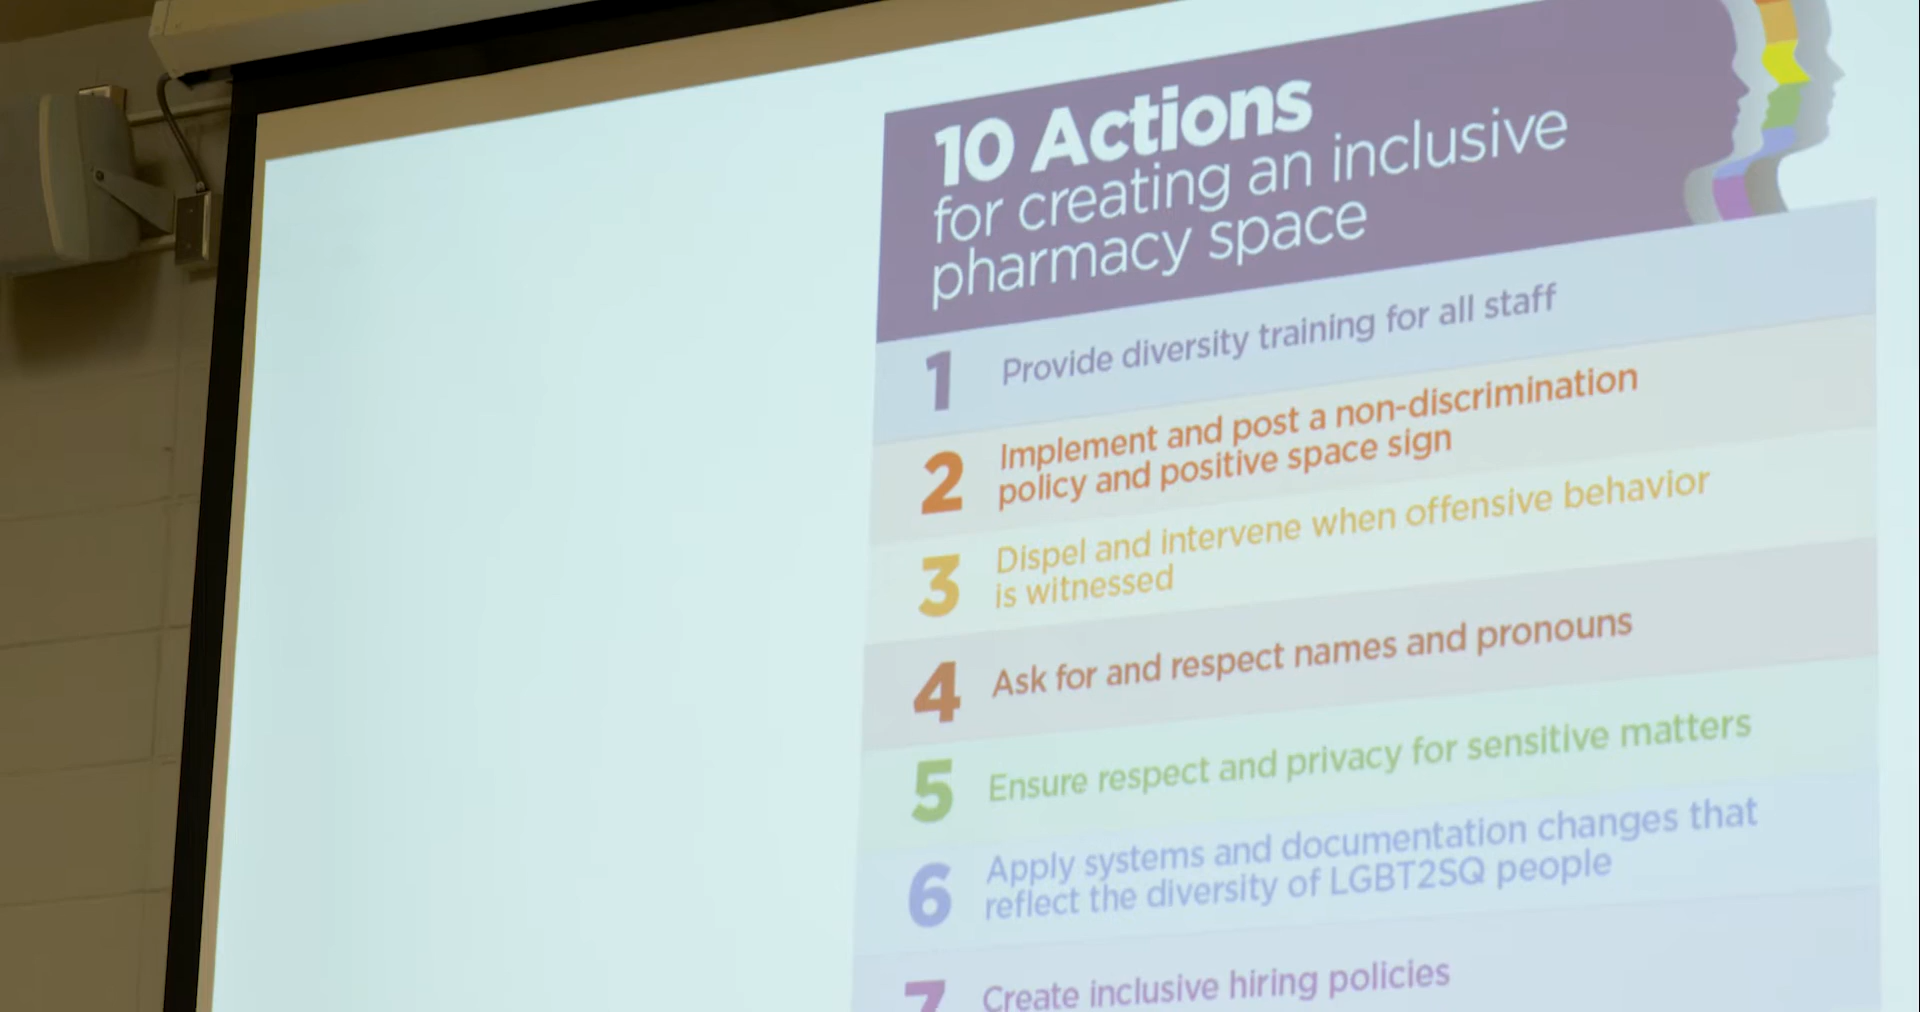 10 Actions
for creating an inclusive
pharmacy space
1 Provide diversity training for all staff
2 Implement and post a non-discrimination
policy and positive space sign
3 Dispel and intervene when offensive behavior
is witnessed
4 Ask for and respect names and pronouns
5 Ensure respect and privacy for sensitive matters
6 Apply systems and documentation changes that
reflect the diversity of LGBT2SQ people
7 Create inclusive hiring policies